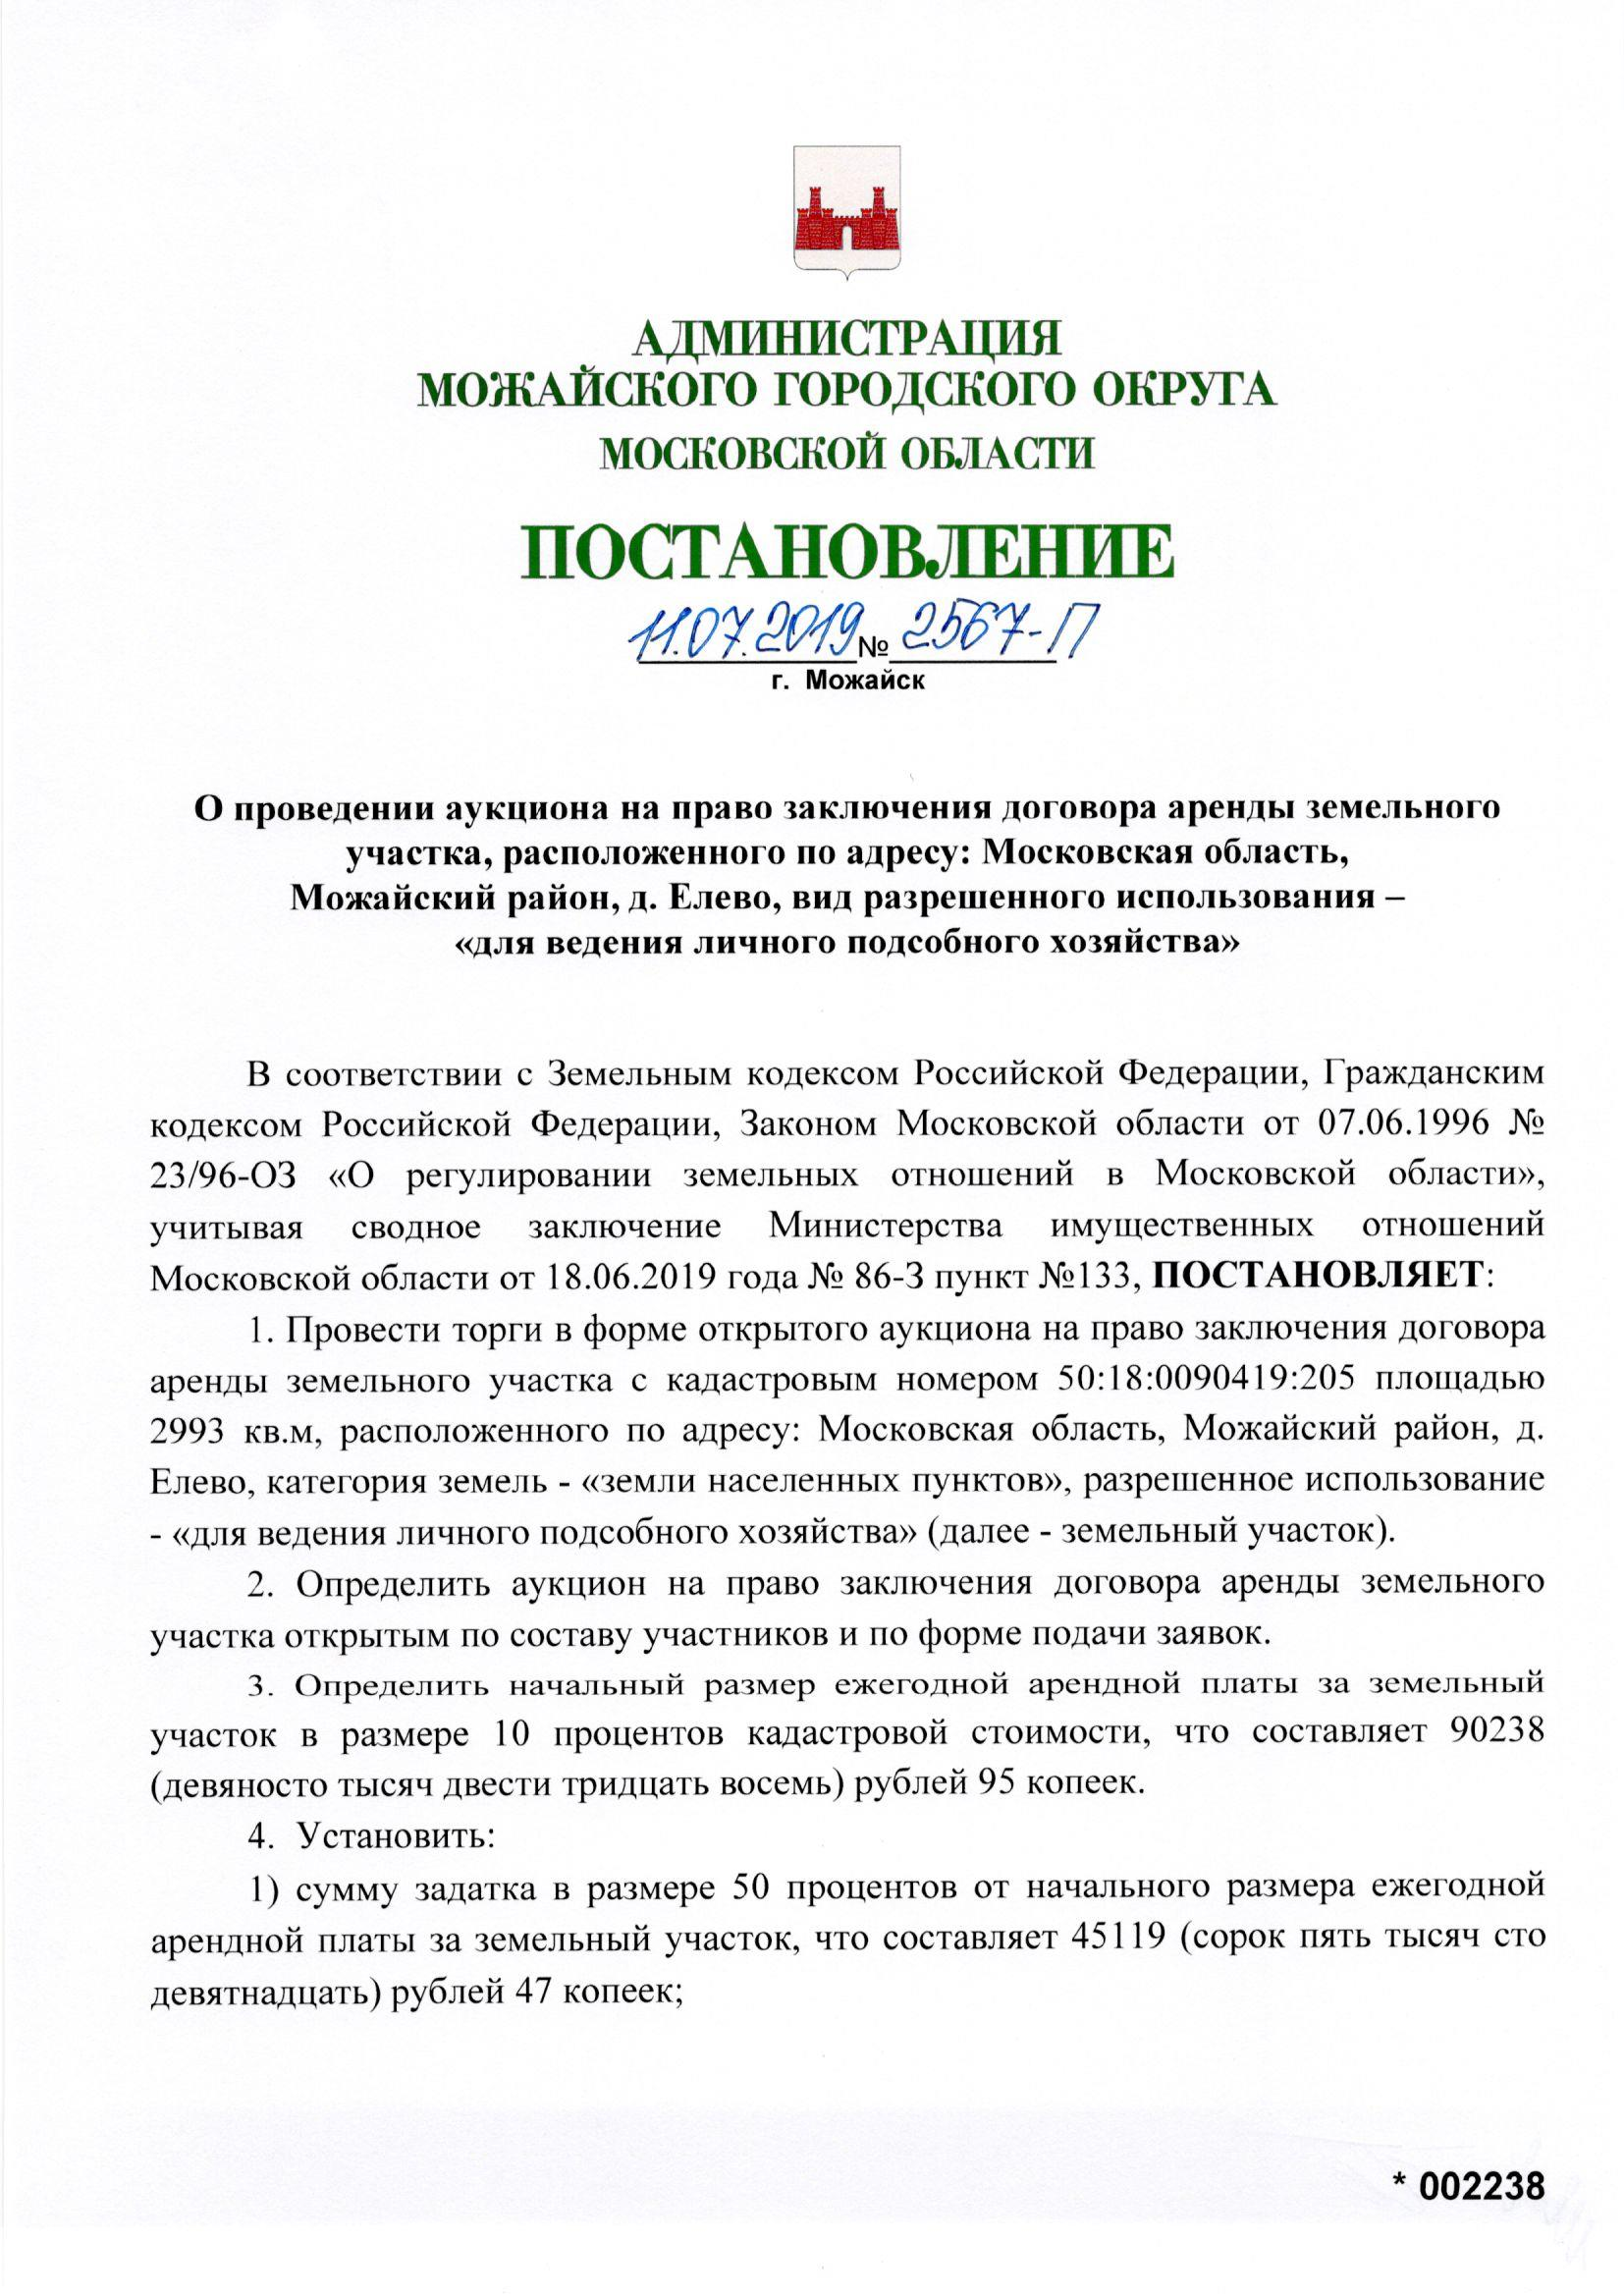 АДМИНИСТРАЦИЯ
МОЖАЙСКОГО ГОРОДСКОГО ОКРУГА
МОСКОВСКОЙ ОБЛАСТИ
ПОСТАНОВЛЕНИЕ
11.07.2019 № 2567-П
г. Можайск
О проведении аукциона на право заключения договора аренды земельного
участка, расположенного по адресу: Московская область,
Можайский район, д. Елево, вид разрешенного использования –
«для ведения личного подсобного хозяйства»
В соответствии с Земельным кодексом Российской Федерации, Гражданским
кодексом Российской Федерации, Законом Московской области от 07.06.1996 №
23/96-ОЗ «О регулировании земельных отношений в Московской области»,
учитывая сводное заключение Министерства имущественных отношений
Московской области от 18.06.2019 года № 86-З пункт №133, ПОСТАНОВЛЯЕТ:
1. Провести торги в форме открытого аукциона на право заключения договора
аренды земельного участка с кадастровым номером 50:18:0090419:205 площадью
2993 кв.м, расположенного по адресу: Московская область, Можайский район, д.
Елево, категория земель - «земли населенных пунктов», разрешенное использование
- «для ведения личного подсобного хозяйства» (далее - земельный участок).
2. Определить аукцион на право заключения договора аренды земельного
участка открытым по составу участников и по форме подачи заявок.
3. Определить начальный размер ежегодной арендной платы за земельный
участок в размере 10 процентов кадастровой стоимости, что составляет 90238
(девяносто тысяч двести тридцать восемь) рублей 95 копеек.
4. Установить:
1) сумму задатка в размере 50 процентов от начального размера ежегодной
арендной платы за земельный участок, что составляет 45119 (сорок пять тысяч сто
девятнадцать) рублей 47 копеек;
* 002238